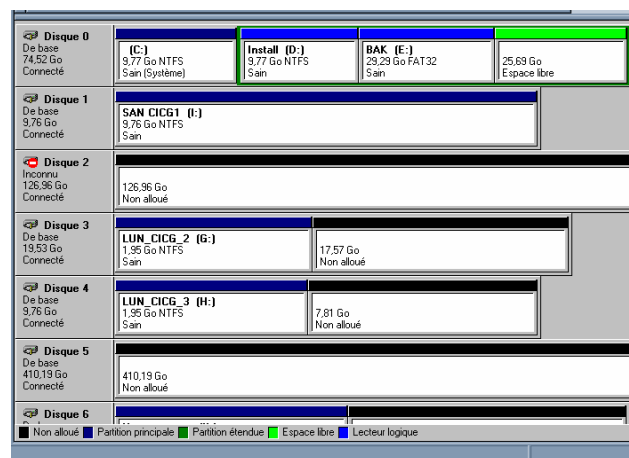 Disque 0
De base
74,52 Go
Connecté
(C:)
9,77 Go NTFS
Sain (Système)
Install (D:)
9,77 Go NTFS
Sain
BAK (E:)
29,29 Go FAT32
Sain
25,69 Go
Espace libre
Disque 1
De base
9,76 Go
Connecté
SAN CICG1 (I:)
9,76 Go NTFS
Sain
Disque 2
Inconnu
126,96 Go
Connecté
126,96 Go
Non alloué
Disque 3
De base
19,53 Go
Connecté
LUN_CICG_2 (G:)
1,95 Go NTFS
Sain
17,57 Go
Non alloué
Disque 4
De base
9,76 Go
Connecté
LUN_CICG_3 (H:)
1,95 Go NTFS
Sain
7,81 Go
Non alloué
Disque 5
De base
410,19 Go
Connecté
410,19 Go
Non alloué
Disque 6
Non alloué Partition principale Partition étendue Espace libre Lecteur logique